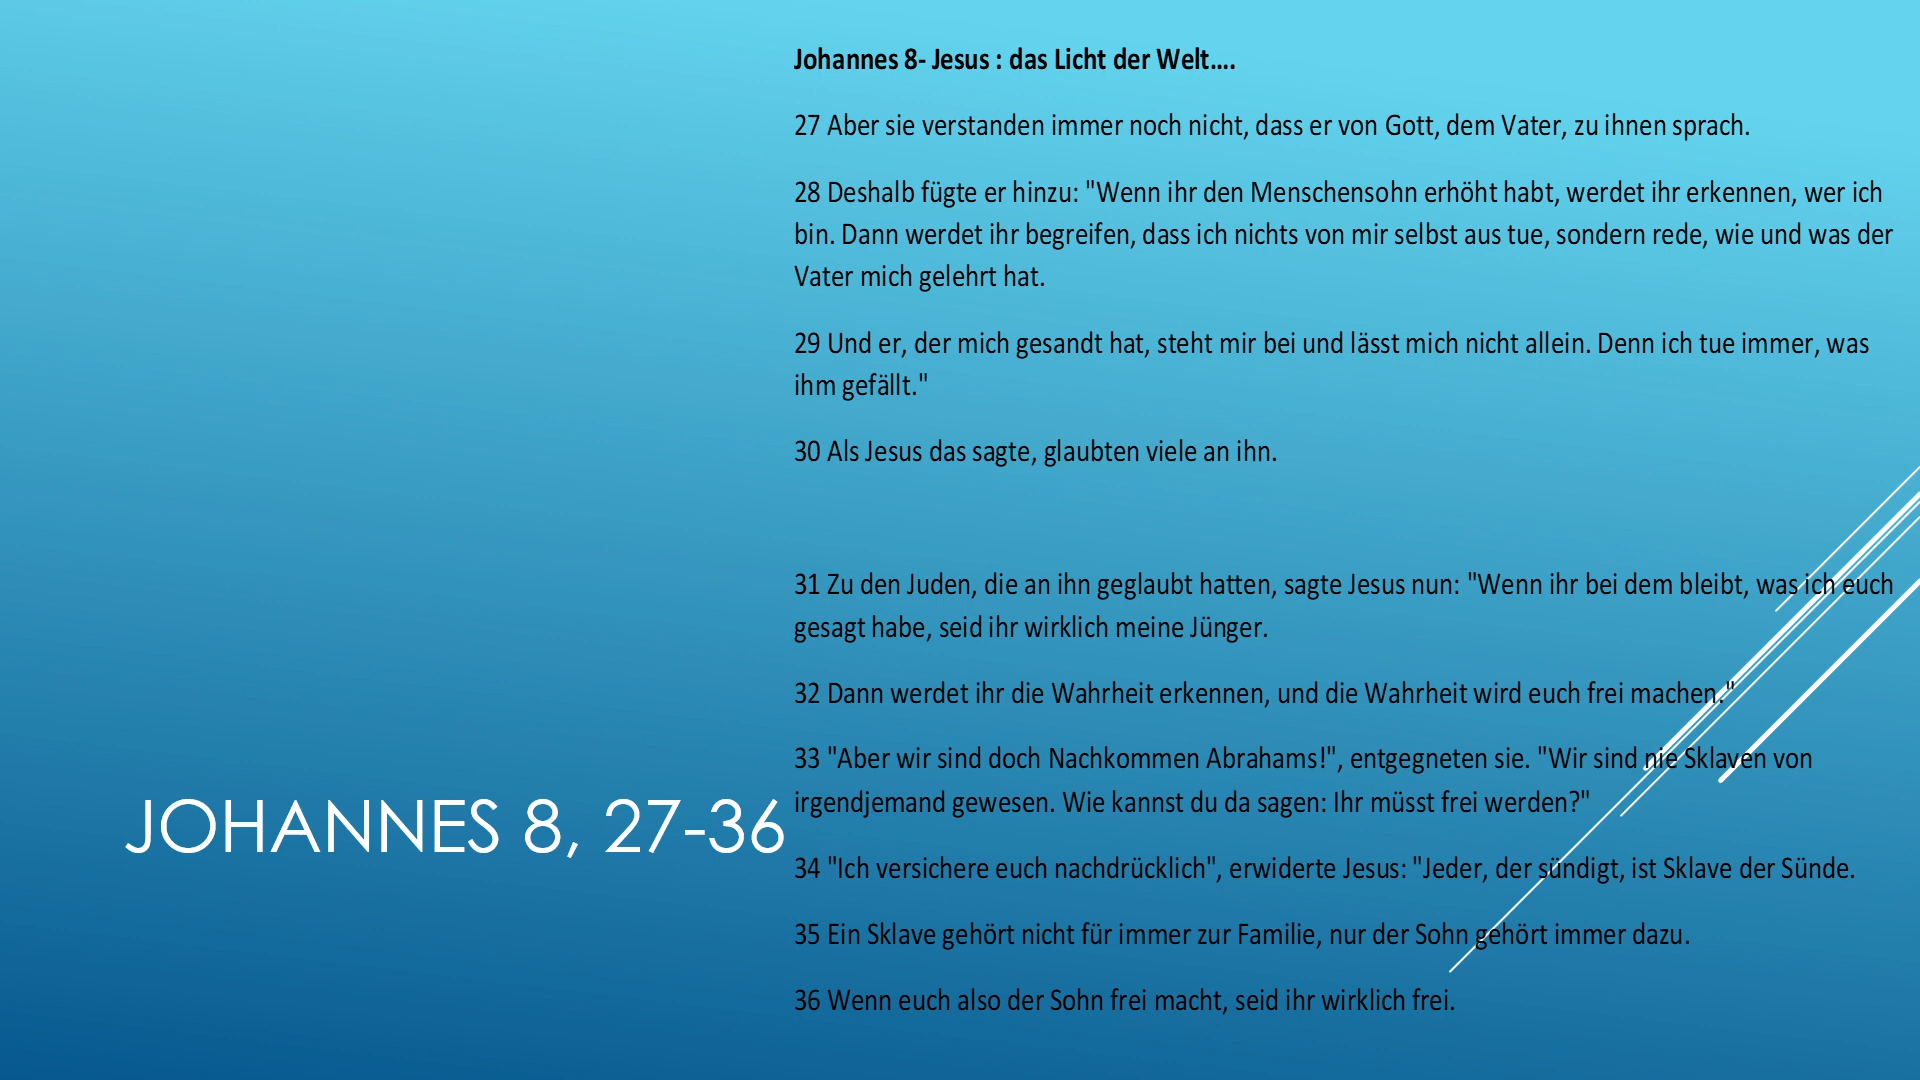 Johannes 8- Jesus : das Licht der Welt....
27 Aber sie verstanden immer noch nicht, dass er von Gott, dem Vater, zu ihnen sprach.
28 Deshalb fügte er hinzu: "Wenn ihr den Menschensohn erhöht habt, werdet ihr erkennen, wer ich
bin. Dann werdet ihr begreifen, dass ich nichts von mir selbst aus tue, sondern rede, wie und was der
Vater mich gelehrt hat.
29 Und er, der mich gesandt hat, steht mir bei und lässt mich nicht allein. Denn ich tue immer, was
ihm gefällt."
30 Als Jesus das sagte, glaubten viele an ihn.
31 Zu den Juden, die an ihn geglaubt hatten, sagte Jesus nun: "Wenn ihr bei dem bleibt, was ich euch
gesagt habe, seid ihr wirklich meine Jünger.
32 Dann werdet ihr die Wahrheit erkennen, und die Wahrheit wird euch frei machen."
33 "Aber wir sind doch Nachkommen Abrahams!", entgegneten sie. "Wir sind nie Sklaven von
irgendjemand gewesen. Wie kannst du da sagen: Ihr müsst frei werden?"
34 "Ich versichere euch nachdrücklich", erwiderte Jesus: "Jeder, der sündigt, ist Sklave der Sünde.
35 Ein Sklave gehört nicht für immer zur Familie, nur der Sohn gehört immer dazu.
36 Wenn euch also der Sohn frei macht, seid ihr wirklich frei.
JOHANNES 8, 27-36